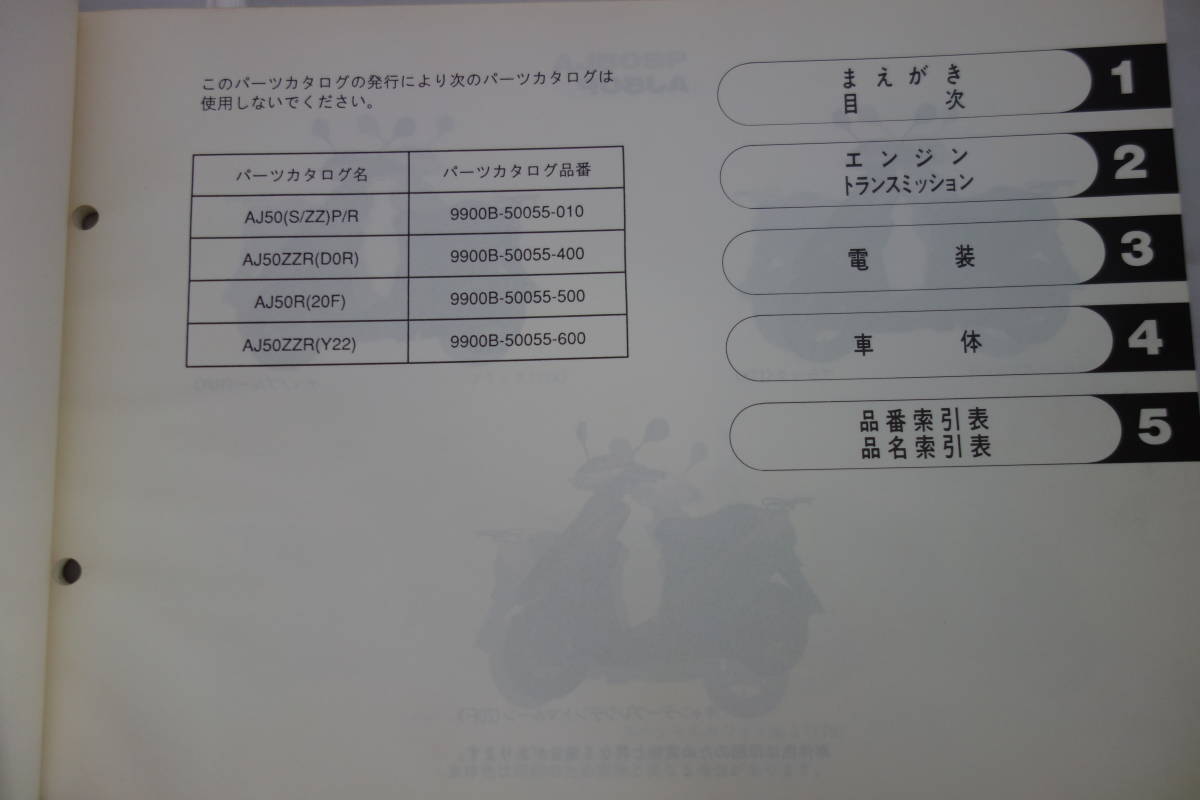 このパーツカタログの発行により次のパーツカタログは
使用しないでください。
パーツカタログ名 パーツカタログ品番
AJ50(S/ZZ)P/R 9900B-50055-010
AJ50ZZR(D0R) 9900B-50055-400
AJ50R(20F) 9900B-50055-500
AJ50ZZR(Y22) 9900B-50055-600
まえがき
目次
1
エンジン
トランスミッション
2
電装
3
車体
4
品番索引表
品名索引表
5